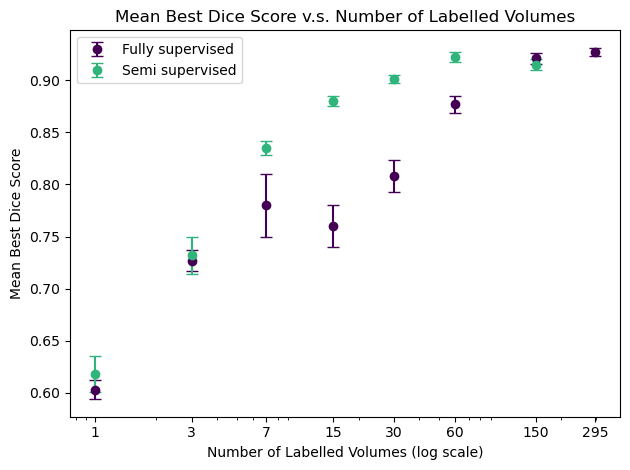 Mean Best Dice Score v.s. Number of Labelled Volumes
Fully supervised
Semi supervised
Mean Best Dice Score
0.90
0.85
0.80
0.75
0.70
0.65
0.60
1 3 7 15 30 60 150 295
Number of Labelled Volumes (log scale)